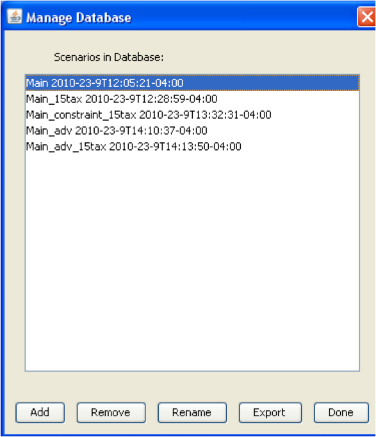 Manage Database
Scenarios in Database:
Main 2010-23-9T12:05:21-04:00
Main_15tax 2010-23-9T12:28:59-04:00
Main_constraint_15tax 2010-23-9T13:32:31-04:00
Main_adv 2010-23-9T14:10:37-04:00
Main_adv_15tax 2010-23-9T14:13:50-04:00
Add Remove Rename Export Done